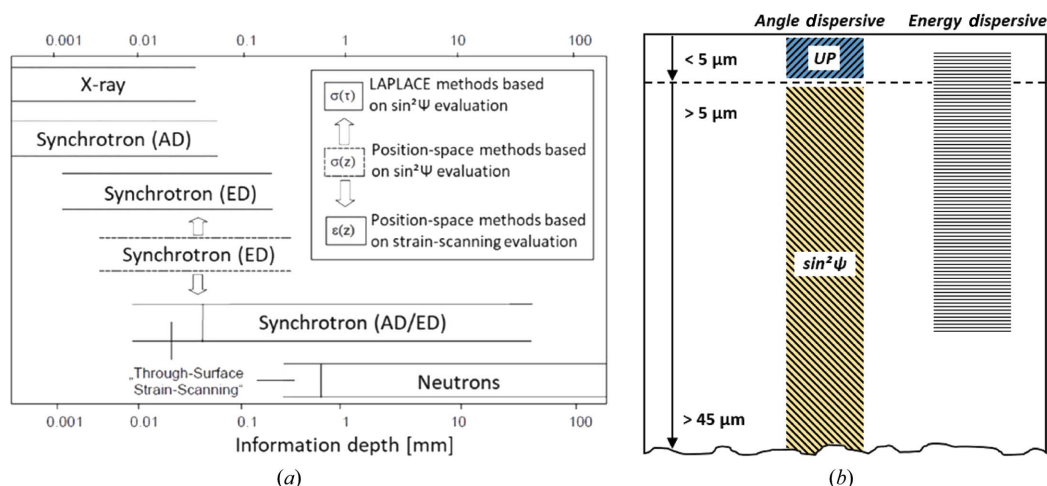 0.001 0.01 0.1 1 10 100
X-ray
Synchrotron (AD)
Synchrotron (ED)
Synchrotron (ED)
Synchrotron (AD/ED)
„Through-Surface
Strain-Scanning“
Neutrons
0.001 0.01 0.1 1 10 100
Information depth [mm]
σ(τ) LAPLACE methods based
on sin²Ψ evaluation
σ(z) Position-space methods based
on sin²Ψ evaluation
ε(z) Position-space methods based
on strain-scanning evaluation
(a)
Angle dispersive Energy dispersive
< 5 μm
UP
> 5 μm
sin²ψ
> 45 μm
(b)